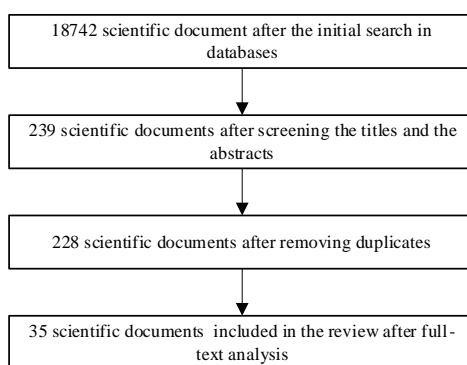 18742 scientific document after the initial search in
databases
239 scientific documents after screening the titles and the
abstracts
228 scientific documents after removing duplicates
35 scientific documents included in the review after full-
text analysis